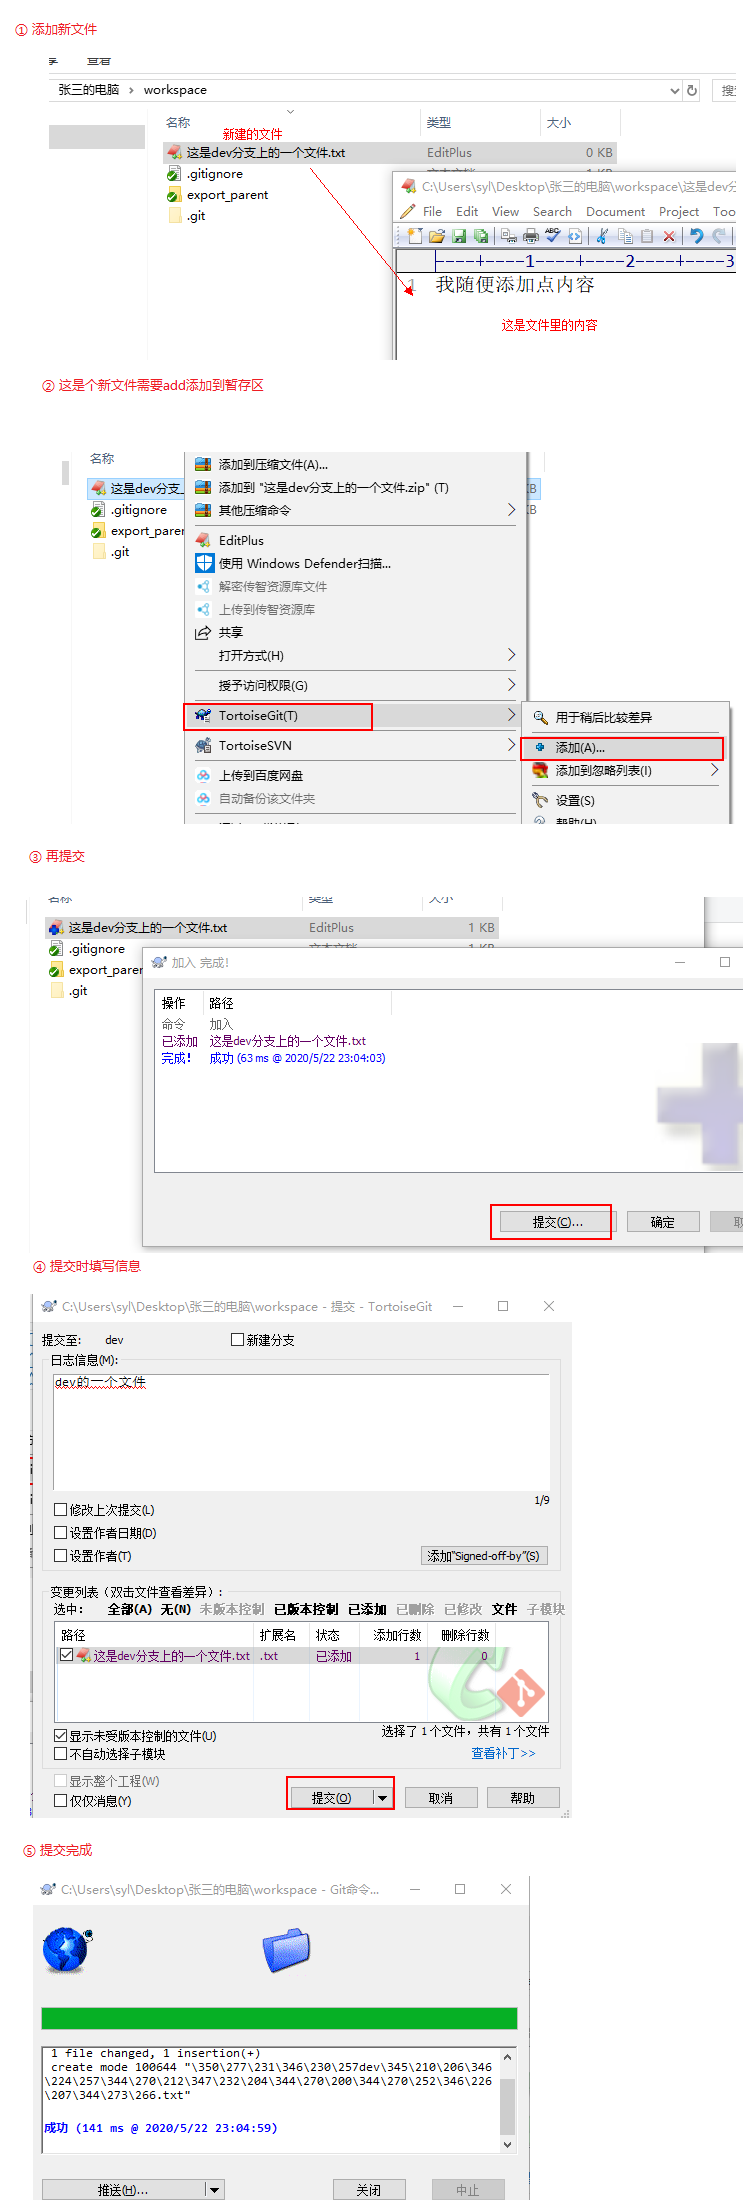 ① 添加新文件
查看
张三的电脑 › workspace
搜
名称 类型 大小
新建的文件
这是dev分支上的一个文件.txt EditPlus 0 KB
.gitignore 文本文档 1 KB
export_parent
.git
C:\Users\syl\Desktop\张三的电脑\workspace\这是dev分
File Edit View Search Document Project Too
----+----1----+----2----+----3
1 我随便添加点内容
这是文件里的内容
② 这是个新文件需要add添加到暂存区
名称
这是dev分支 KB
.gitignore KB
export_parer
.git
添加到压缩文件(A)...
添加到 "这是dev分支上的一个文件.zip" (T)
其他压缩命令
EditPlus
使用 Windows Defender扫描...
解密传智资源库文件
上传到传智资源库
共享
打开方式(H)
授予访问权限(G)
TortoiseGit(T)
TortoiseSVN
上传到百度网盘
自动备份该文件夹
用于稍后比较差异
添加(A)...
添加到忽略列表(I)
设置(S)
帮助(H)
③ 再提交
名称 类型 大小
这是dev分支上的一个文件.txt EditPlus 1 KB
.gitignore 文本文档 1 KB
export_parer
.git
加入 完成!
操作 路径
命令 加入
已添加 这是dev分支上的一个文件.txt
完成! 成功 (63 ms @ 2020/5/22 23:04:03)
提交(C)... 确定 取
④ 提交时填写信息
C:\Users\syl\Desktop\张三的电脑\workspace - 提交 - TortoiseGit
提交至: dev 新建分支
日志信息(M):
dev的一个文件
1/9
修改上次提交(L)
设置作者日期(D)
设置作者(T) 添加"Signed-off-by"(S)
变更列表（双击文件查看差异）:
选中: 全部(A) 无(N) 未版本控制 已版本控制 已添加 已删除 已修改 文件 子模块
路径 扩展名 状态 添加行数 删除行数
这是dev分支上的一个文件.txt .txt 已添加 1 0
显示未受版本控制的文件(U) 选择了 1 个文件，共有 1 个文件
不自动选择子模块 查看补丁>>
显示整个工程(W)
仅仅消息(Y) 提交(O) 取消 帮助
⑤ 提交完成
C:\Users\syl\Desktop\张三的电脑\workspace - Git命令...
1 file changed, 1 insertion(+)
create mode 100644 "\350\277\231\346\230\257dev\345\210\206\346
\224\257\344\270\212\347\232\204\344\270\200\344\270\252\346\226
\207\344\273\266.txt"
成功 (141 ms @ 2020/5/22 23:04:59)
推送(H)... 关闭 中止